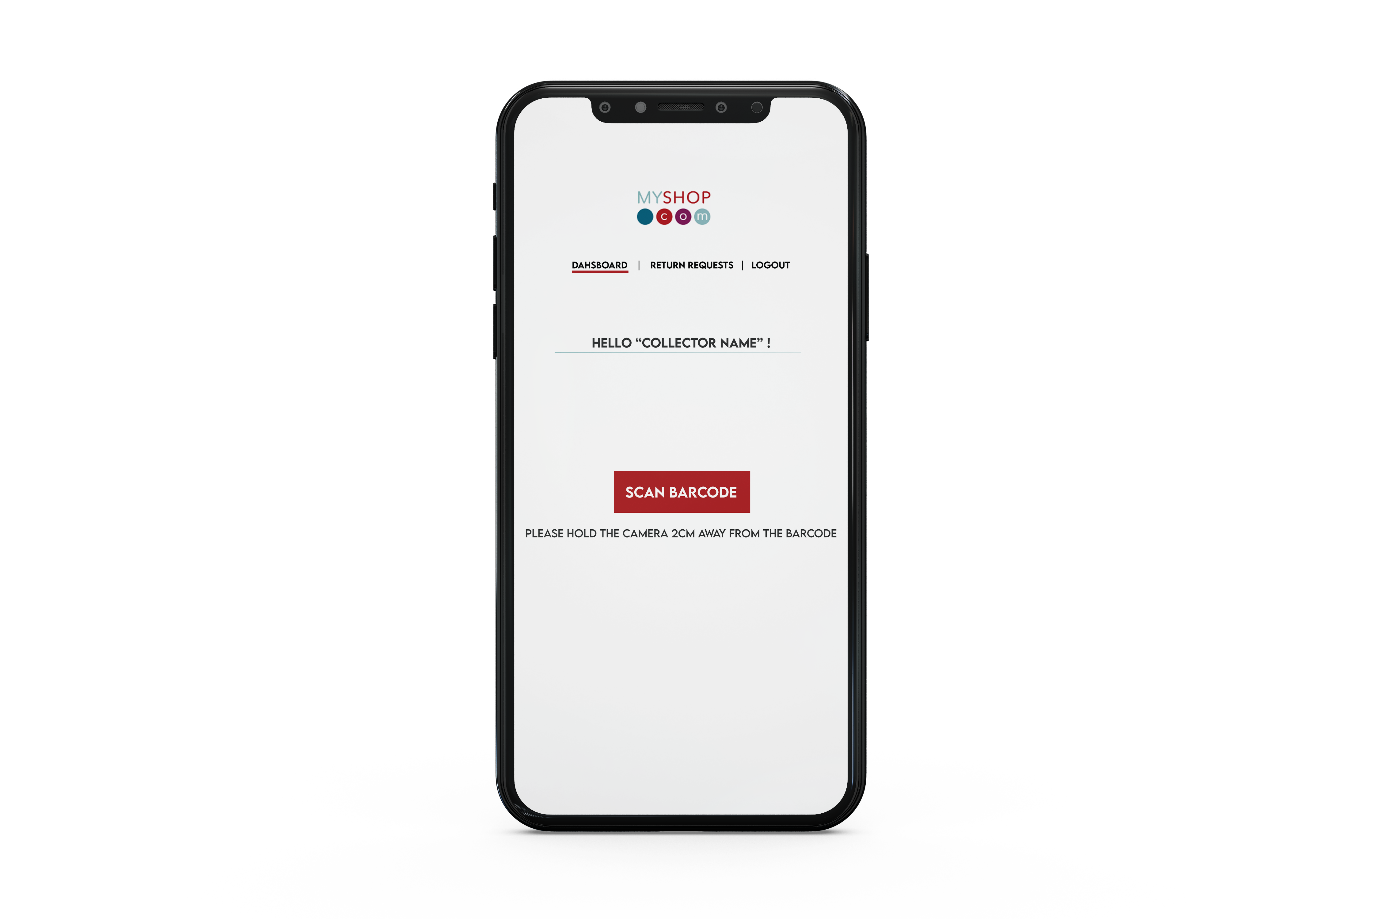 MYSHOP
com
DAHSBOARD | RETURN REQUESTS | LOGOUT
HELLO “COLLECTOR NAME” !
SCAN BARCODE
PLEASE HOLD THE CAMERA 2CM AWAY FROM THE BARCODE